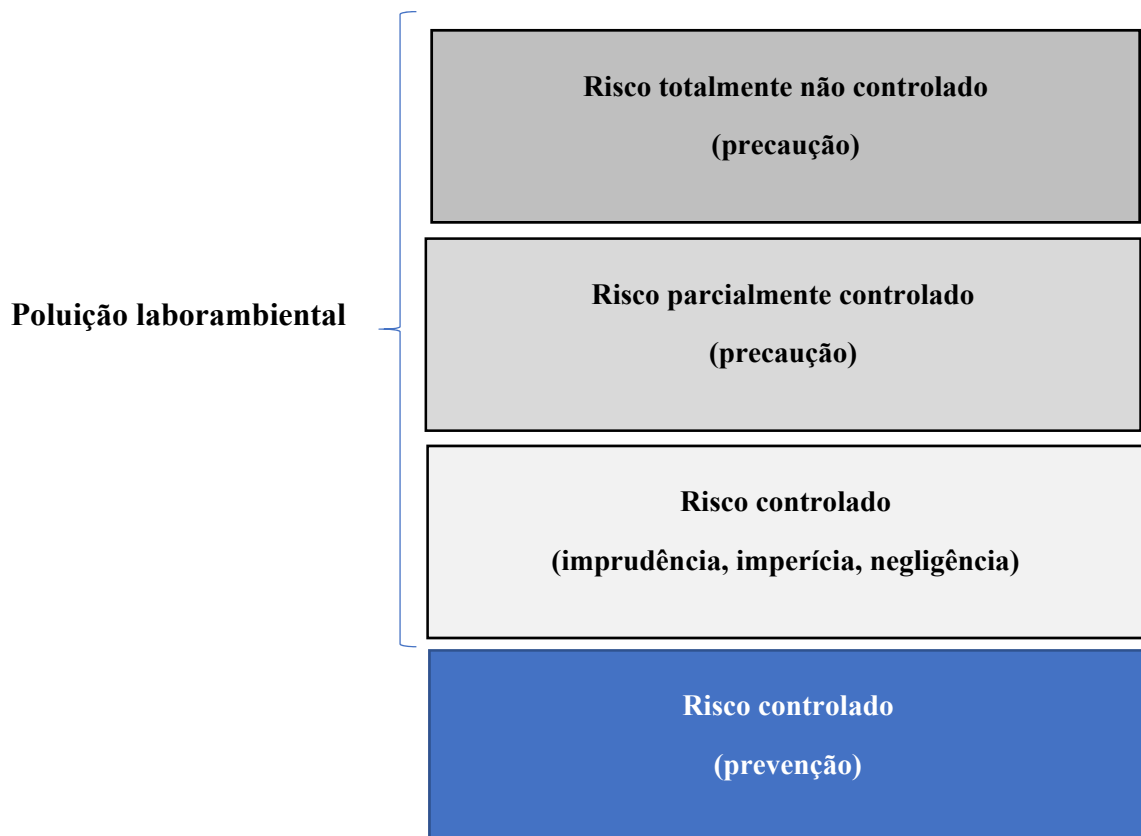 Risco totalmente não controlado
(precaução)
Poluição laborambiental
Risco parcialmente controlado
(precaução)
Risco controlado
(imprudência, imperícia, negligência)
Risco controlado
(prevenção)